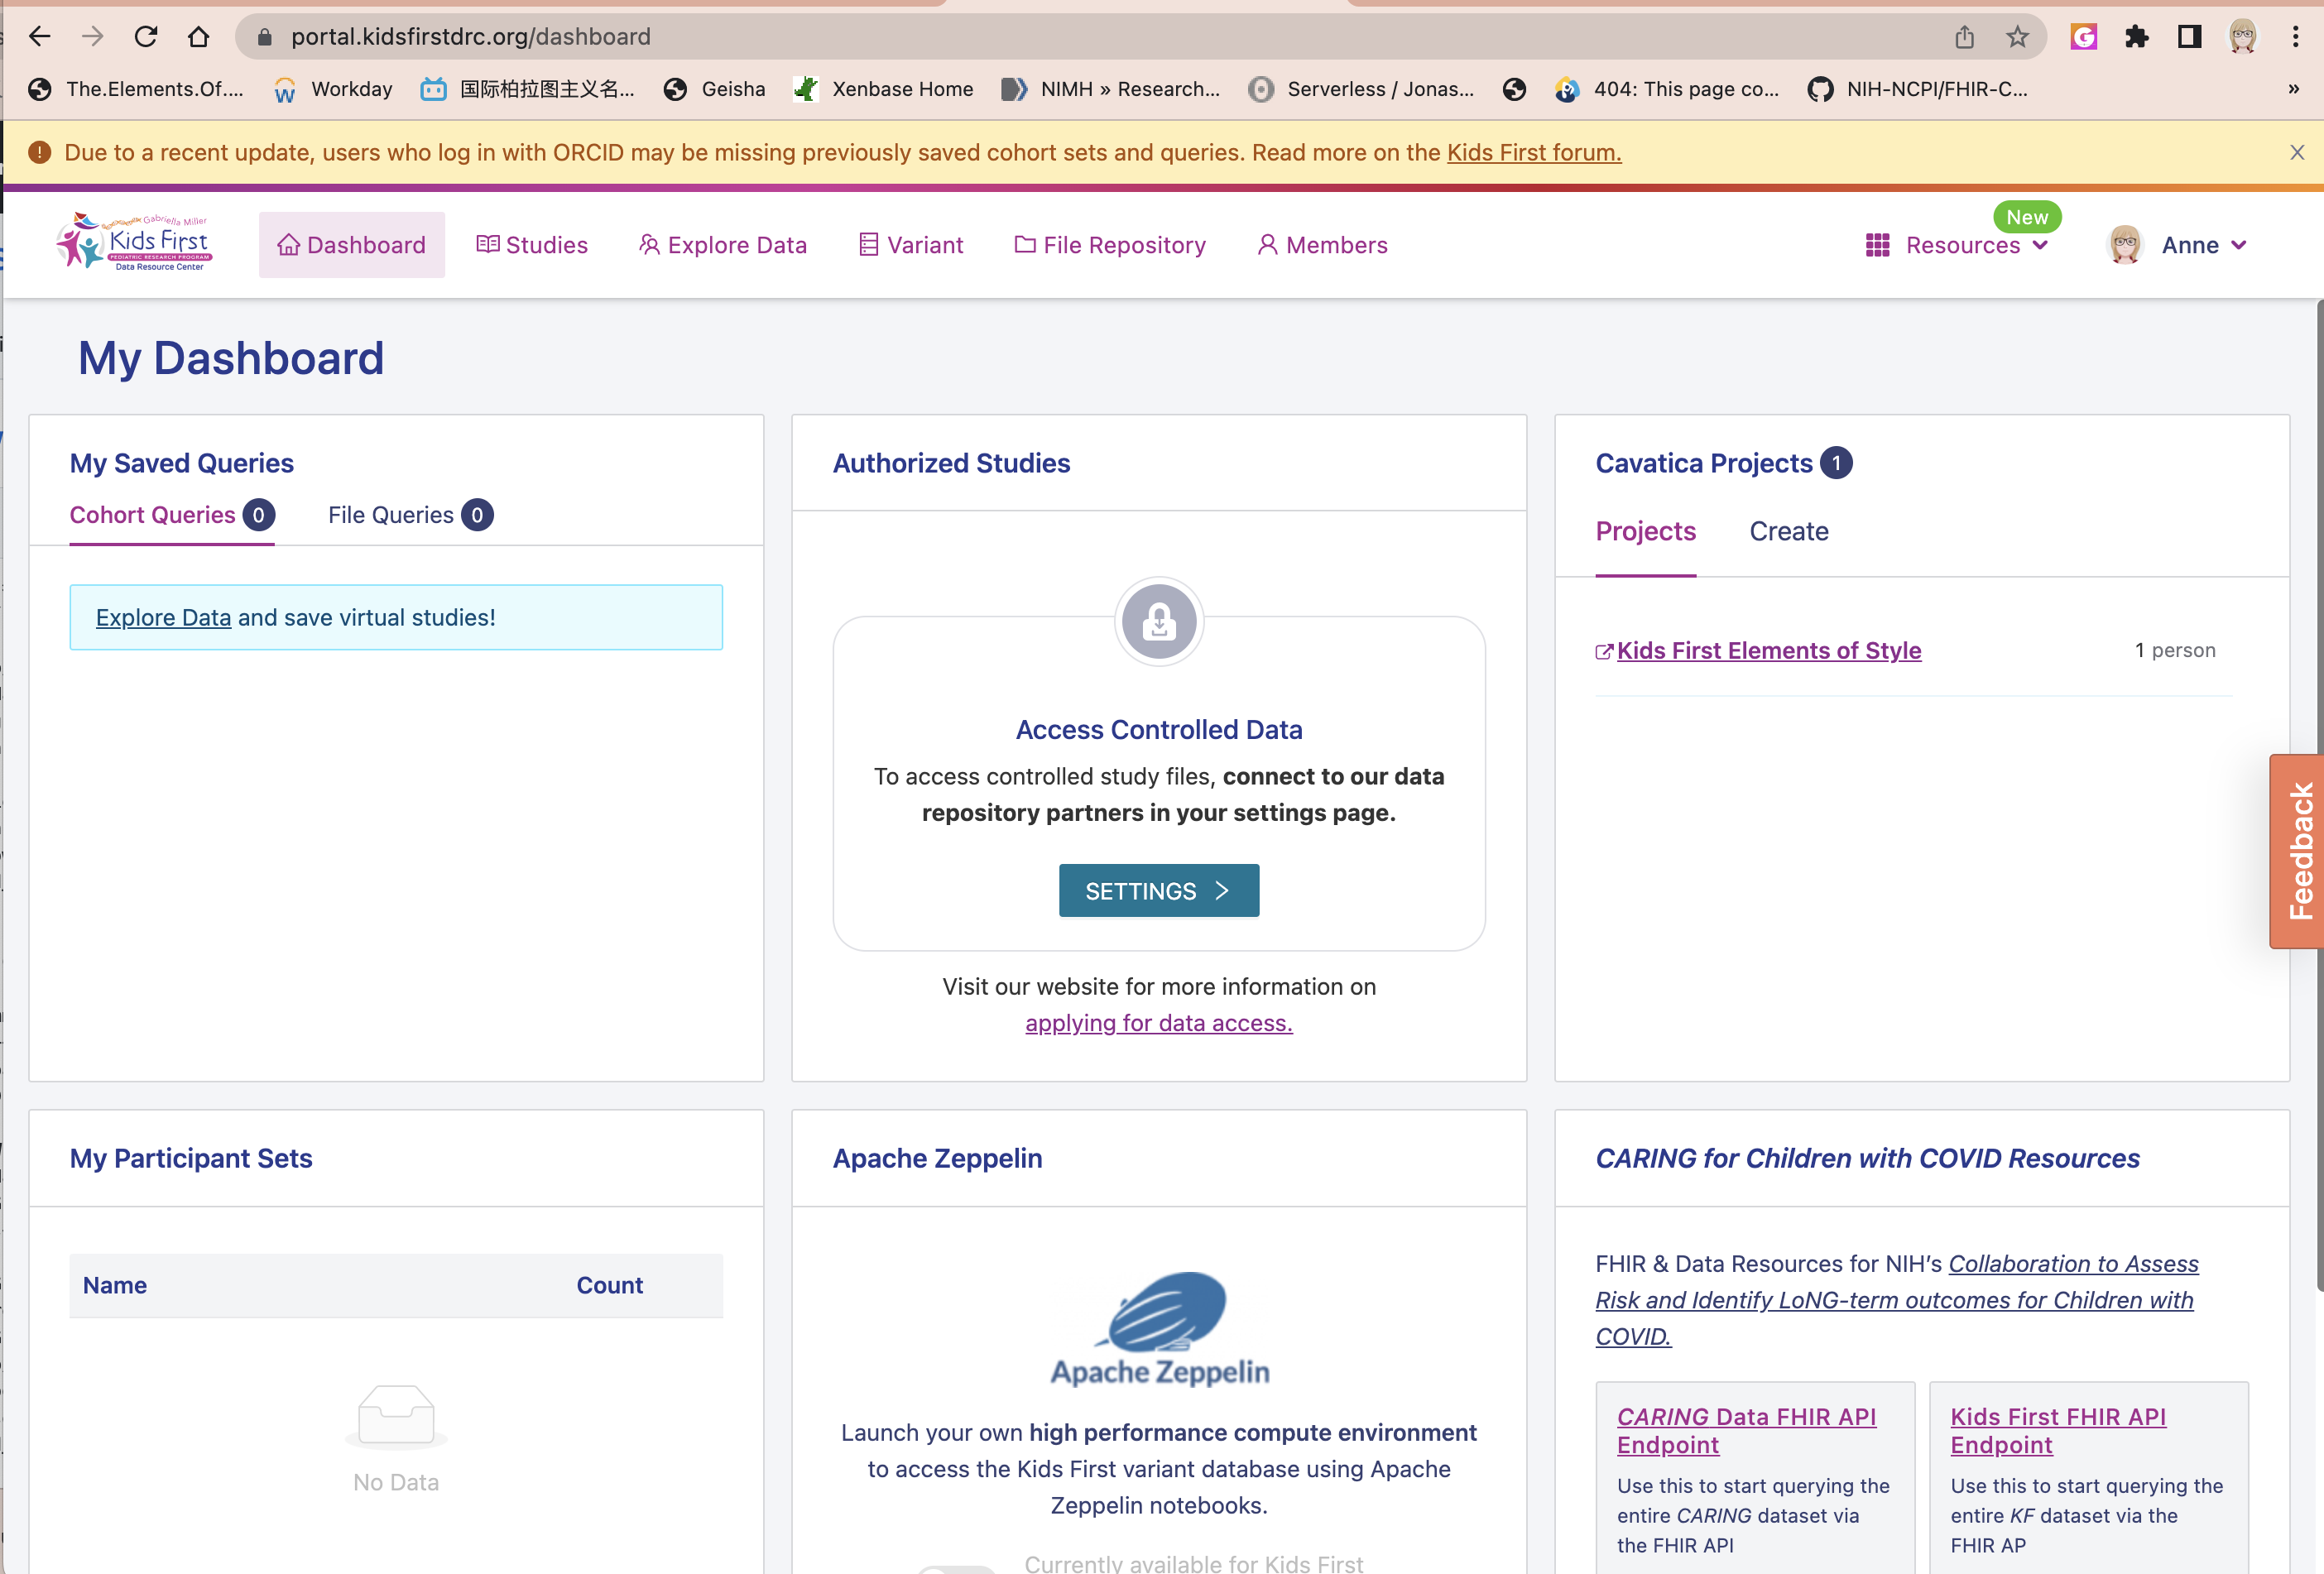 portal.kidsfirstdrc.org/dashboard
The.Elements.Of.... Workday 国际柏拉图主义名... Geisha Xenbase Home NIMH » Research... Serverless / Jonas... 404: This page co... NIH-NCPI/FHIR-C... »
Due to a recent update, users who log in with ORCID may be missing previously saved cohort sets and queries. Read more on the Kids First forum.
Gabriella Miller
Kids First
PEDIATRIC RESEARCH PROGRAM
Data Resource Center
Dashboard Studies Explore Data Variant File Repository Members Resources New Anne
My Dashboard
My Saved Queries
Cohort Queries 0 File Queries 0
Explore Data and save virtual studies!
Authorized Studies
Access Controlled Data
To access controlled study files, connect to our data
repository partners in your settings page.
SETTINGS >
Visit our website for more information on
applying for data access.
Cavatica Projects 1
Projects Create
Kids First Elements of Style 1 person
Feedback
My Participant Sets
Name Count
No Data
Apache Zeppelin
Apache Zeppelin
Launch your own high performance compute environment
to access the Kids First variant database using Apache
Zeppelin notebooks.
Currently available for Kids First
CARING for Children with COVID Resources
FHIR & Data Resources for NIH's Collaboration to Assess
Risk and Identify LoNG-term outcomes for Children with
COVID.
CARING Data FHIR API
Endpoint
Use this to start querying the
entire CARING dataset via
the FHIR API
Kids First FHIR API
Endpoint
Use this to start querying the
entire KF dataset via the
FHIR AP